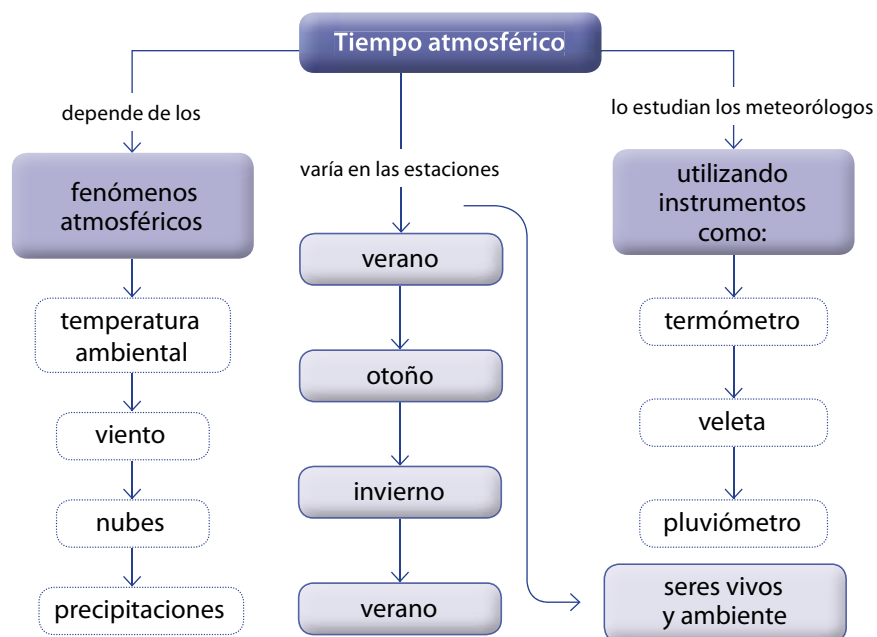 Tiempo atmosférico
depende de los
fenómenos
atmosféricos
temperatura
ambiental
viento
nubes
precipitaciones
varía en las estaciones
verano
otoño
invierno
verano
lo estudian los meteorólogos
utilizando
instrumentos
como:
termómetro
veleta
pluviómetro
seres vivos
y ambiente